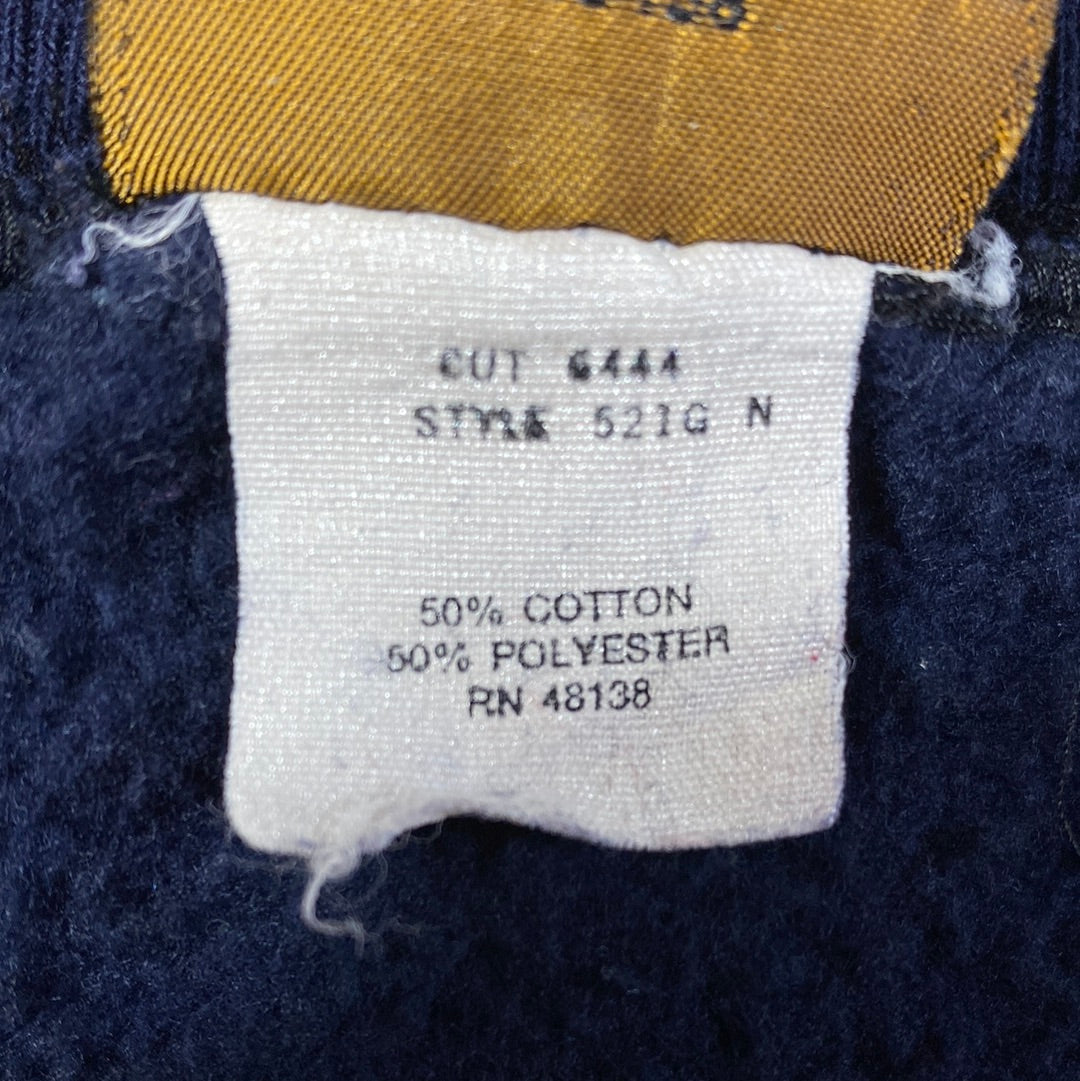 CUT 6444
STYLE 521G N
50% COTTON
50% POLYESTER
RN 48138